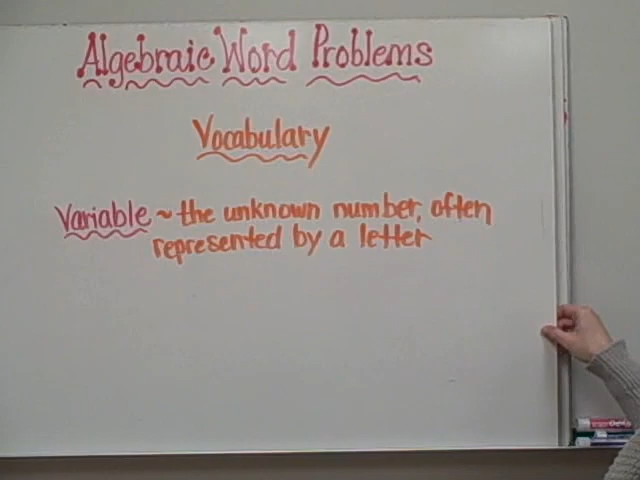 Algebraic Word Problems
Vocabulary
Variable ~ the unknown number, often
represented by a letter